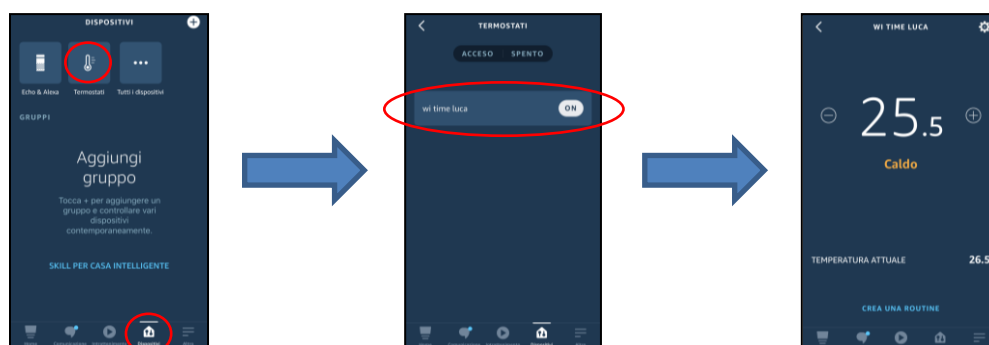 DISPOSITIVI
Echo & Alexa Termostati Tutti i dispositivi
GRUPPI
Aggiungi
gruppo
Tocca + per aggiungere un
gruppo e controllare vari
dispositivi
contemporaneamente.
SKILL PER CASA INTELLIGENTE
Dispositivi
TERMOSTATI
ACCESO SPENTO
wi time luca ON
WI TIME LUCA
25.5
Caldo
TEMPERATURA ATTUALE 26.5
CREA UNA ROUTINE